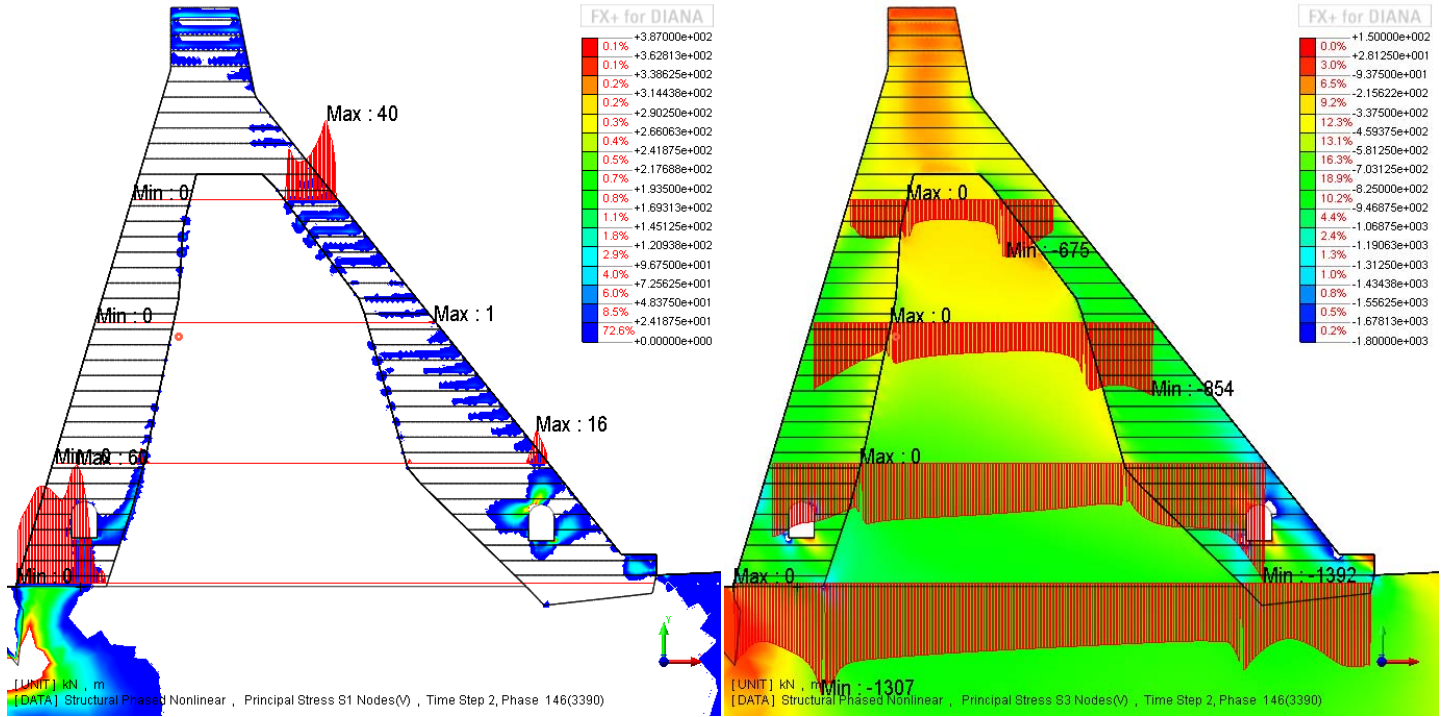 FX+ for DIANA
+3.87000e+002
0.1%
+3.62813e+002
0.1%
+3.38625e+002
0.2%
+3.14438e+002
0.2%
+2.90250e+002
0.3%
+2.66063e+002
0.4%
+2.41875e+002
0.5%
+2.17688e+002
0.7%
+1.93500e+002
0.8%
+1.69313e+002
1.1%
+1.45125e+002
1.8%
+1.20938e+002
2.9%
+9.67500e+001
4.0%
+7.25625e+001
6.0%
+4.83750e+001
8.5%
+2.41875e+001
72.6%
+0.00000e+000
Max : 40
Min : 0
Min : 0
Max : 1
Max : 16
Min : 0
Y
[UNIT] kN , m
[DATA] Structural Phased Nonlinear , Principal Stress S1 Nodes(V) , Time Step 2, Phase 146(3390)
FX+ for DIANA
+1.50000e+002
0.0%
+2.81250e+001
3.0%
-9.37500e+001
6.5%
-2.15622e+002
9.2%
-3.37500e+002
12.3%
-4.59375e+002
13.1%
-5.81250e+002
16.3%
-7.03125e+002
18.9%
-8.25000e+002
10.2%
-9.46875e+002
4.4%
-1.06875e+003
2.4%
-1.19063e+003
1.3%
-1.31250e+003
1.0%
-1.43438e+003
0.8%
-1.55625e+003
0.5%
-1.67813e+003
0.2%
-1.80000e+003
Max : 0
Min : -675
Max : 0
Min : -854
Max : 0
Min : -1392
Max : 0
Min : -1307
[UNIT] kN , m
[DATA] Structural Phased Nonlinear , Principal Stress S3 Nodes(V) , Time Step 2, Phase 146(3390)